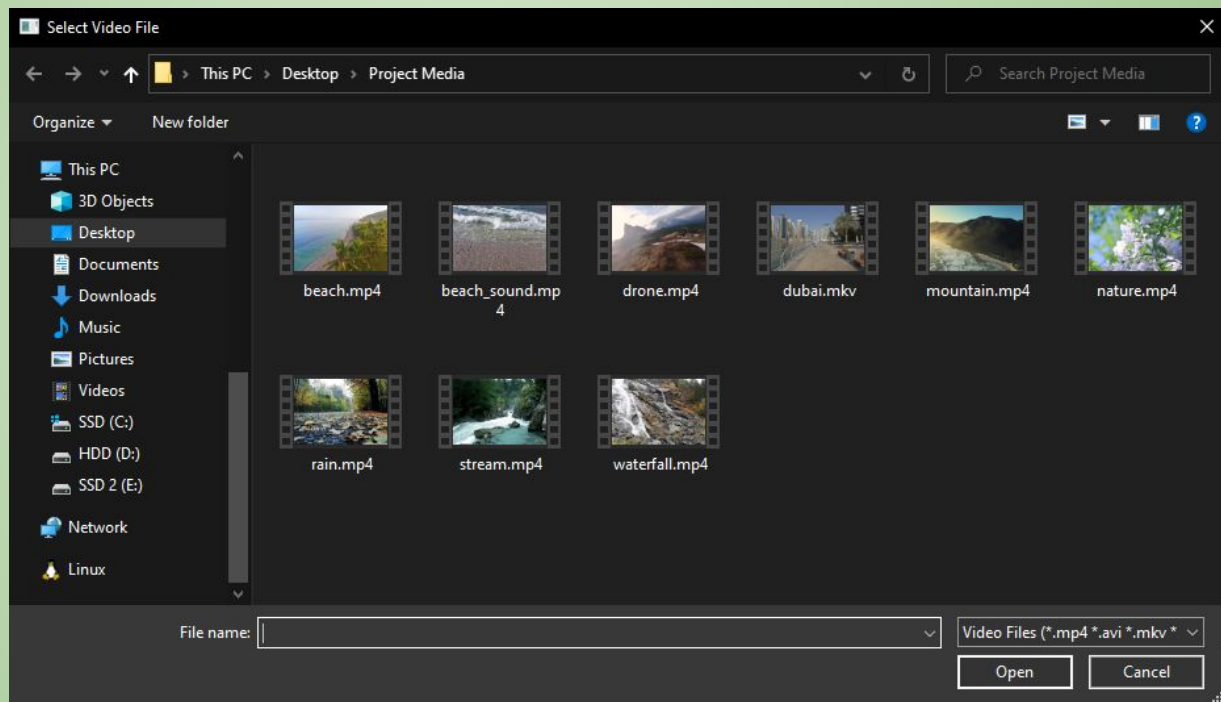 Select Video File
This PC > Desktop > Project Media
Search Project Media
Organize
New folder
This PC
3D Objects
Desktop
Documents
Downloads
Music
Pictures
Videos
SSD (C:)
HDD (D:)
SSD 2 (E:)
Network
Linux
beach.mp4
beach_sound.mp
4
drone.mp4
dubai.mkv
mountain.mp4
nature.mp4
rain.mp4
stream.mp4
waterfall.mp4
File name:
Video Files (*.mp4 *.avi *.mkv *
Open
Cancel